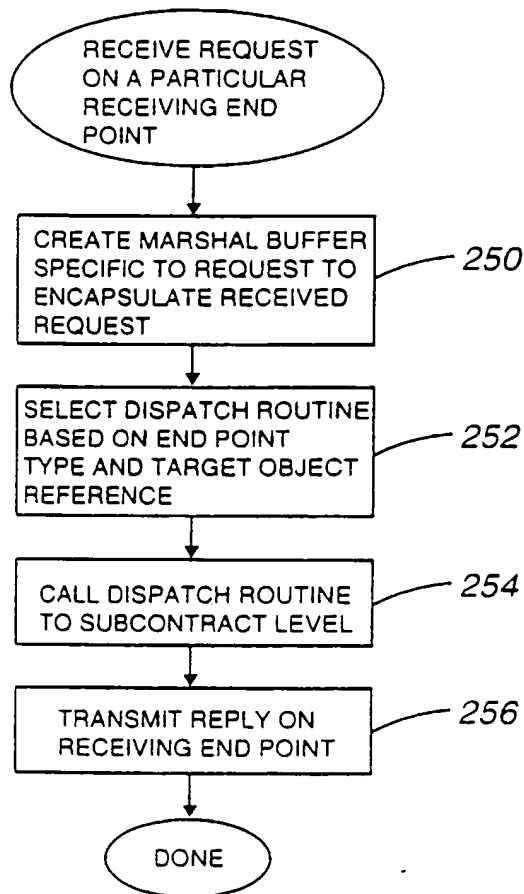 RECEIVE REQUEST
ON A PARTICULAR
RECEIVING END
POINT
CREATE MARSHAL BUFFER
SPECIFIC TO REQUEST TO
ENCAPSULATE RECEIVED
REQUEST
250
SELECT DISPATCH ROUTINE
BASED ON END POINT
TYPE AND TARGET OBJECT
REFERENCE
252
CALL DISPATCH ROUTINE
TO SUBCONTRACT LEVEL
254
TRANSMIT REPLY ON
RECEIVING END POINT
256
DONE